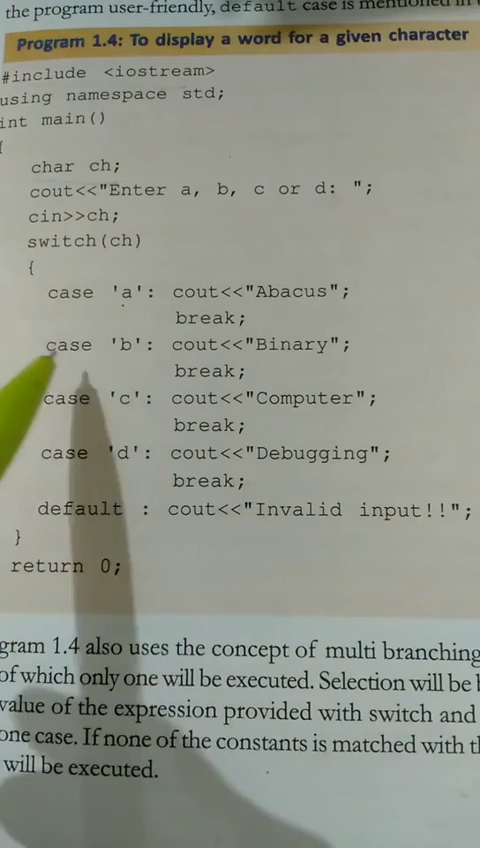 the program user-friendly, default case is mentioned in
Program 1.4: To display a word for a given character
#include <iostream>
using namespace std;
int main()
{
char ch;
cout<<"Enter a, b, c or d: ";
cin>>ch;
switch(ch)
{
case 'a': cout<<"Abacus";
break;
case 'b': cout<<"Binary";
break;
case 'c': cout<<"Computer";
break;
case 'd': cout<<"Debugging";
break;
default : cout<<"Invalid input!!";
}
return 0;
gram 1.4 also uses the concept of multi branching
of which only one will be executed. Selection will be
value of the expression provided with switch and
one case. If none of the constants is matched with
will be executed.